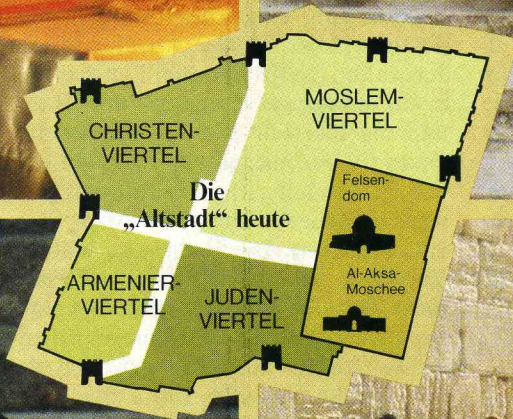 MOSLEM-
VIERTEL
CHRISTEN-
VIERTEL
Felsen-
dom
Die
„Altstadt“ heute
Al-Aksa-
Moschee
ARMENIER-
VIERTEL
JUDEN-
VIERTEL